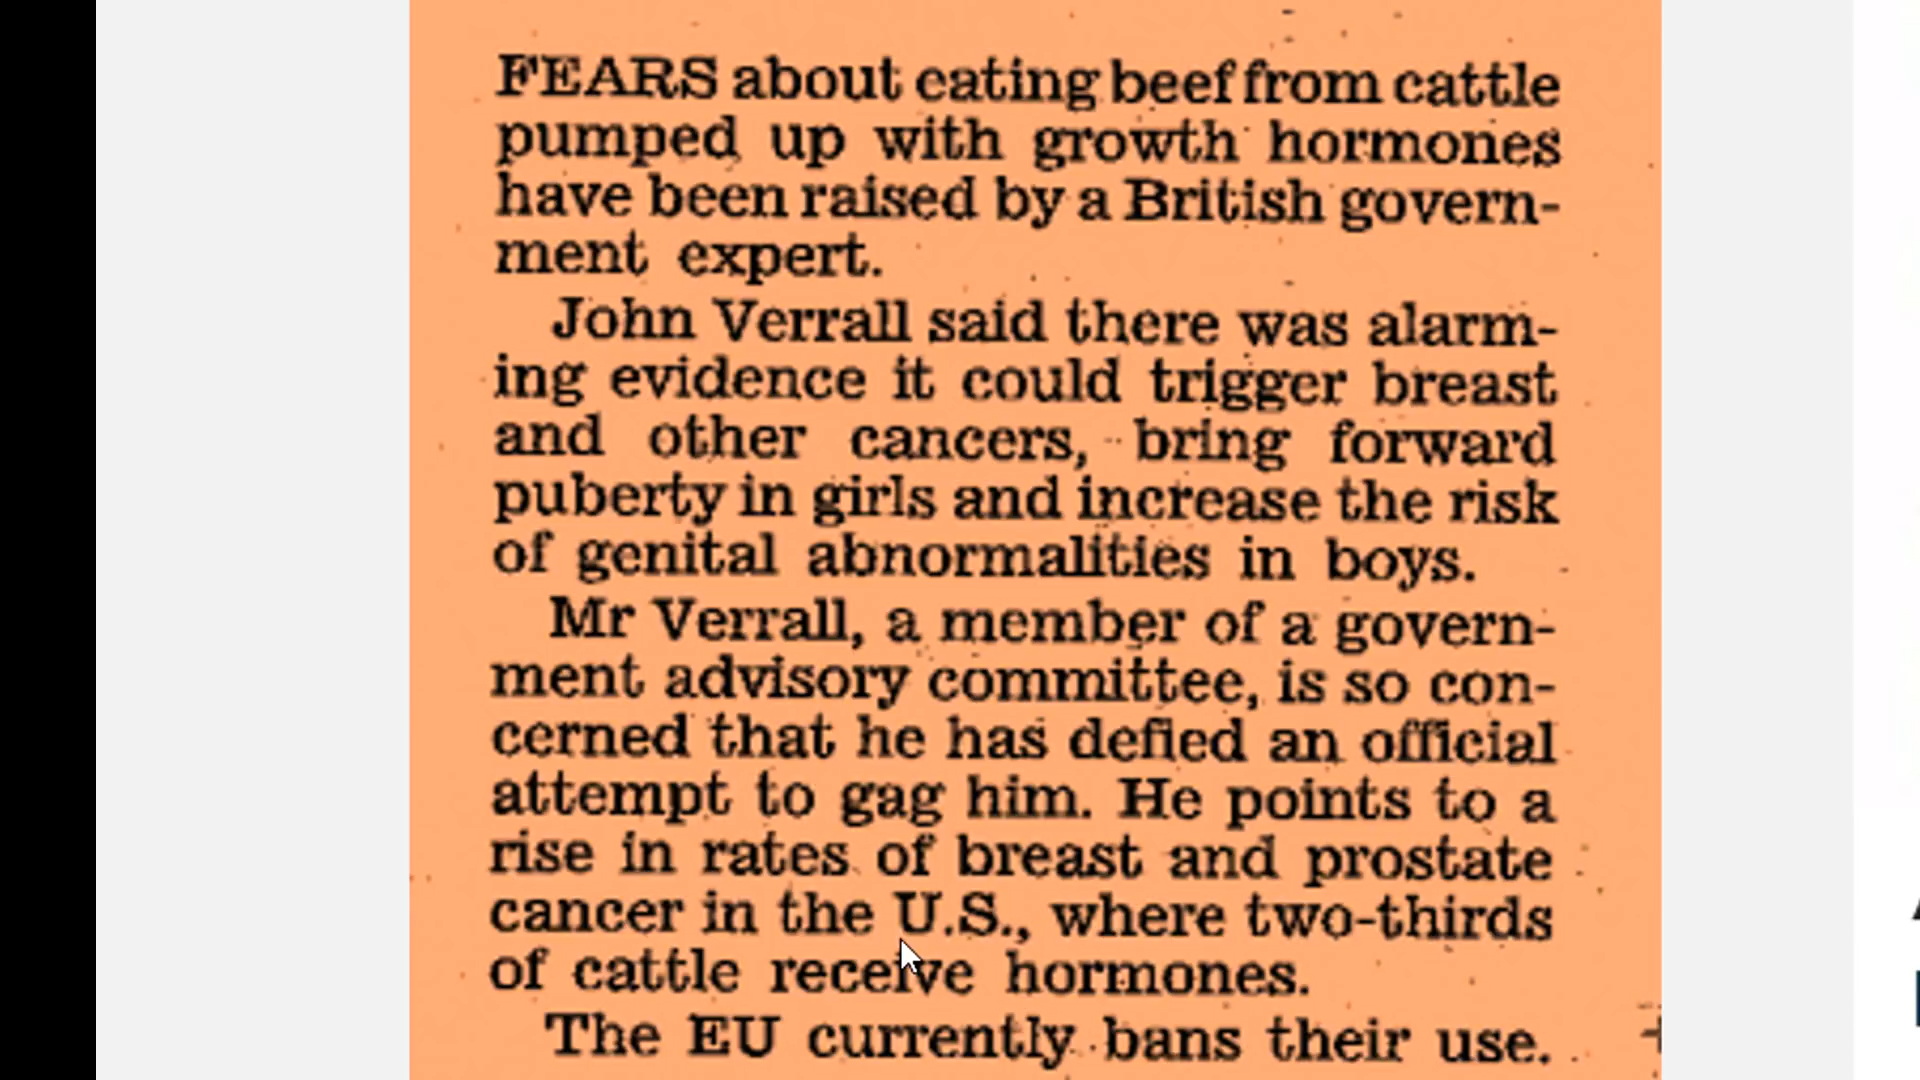 FEARS about eating beef from cattle
pumped up with growth hormones
have been raised by a British govern-
ment expert.
John Verrall said there was alarm-
ing evidence it could trigger breast
and other cancers, bring forward
puberty in girls and increase the risk
of genital abnormalities in boys.
Mr Verrall, a member of a govern-
ment advisory committee, is so con-
cerned that he has defied an official
attempt to gag him. He points to a
rise in rates of breast and prostate
cancer in the U.S., where two-thirds
of cattle receive hormones.
The EU currently bans their use.